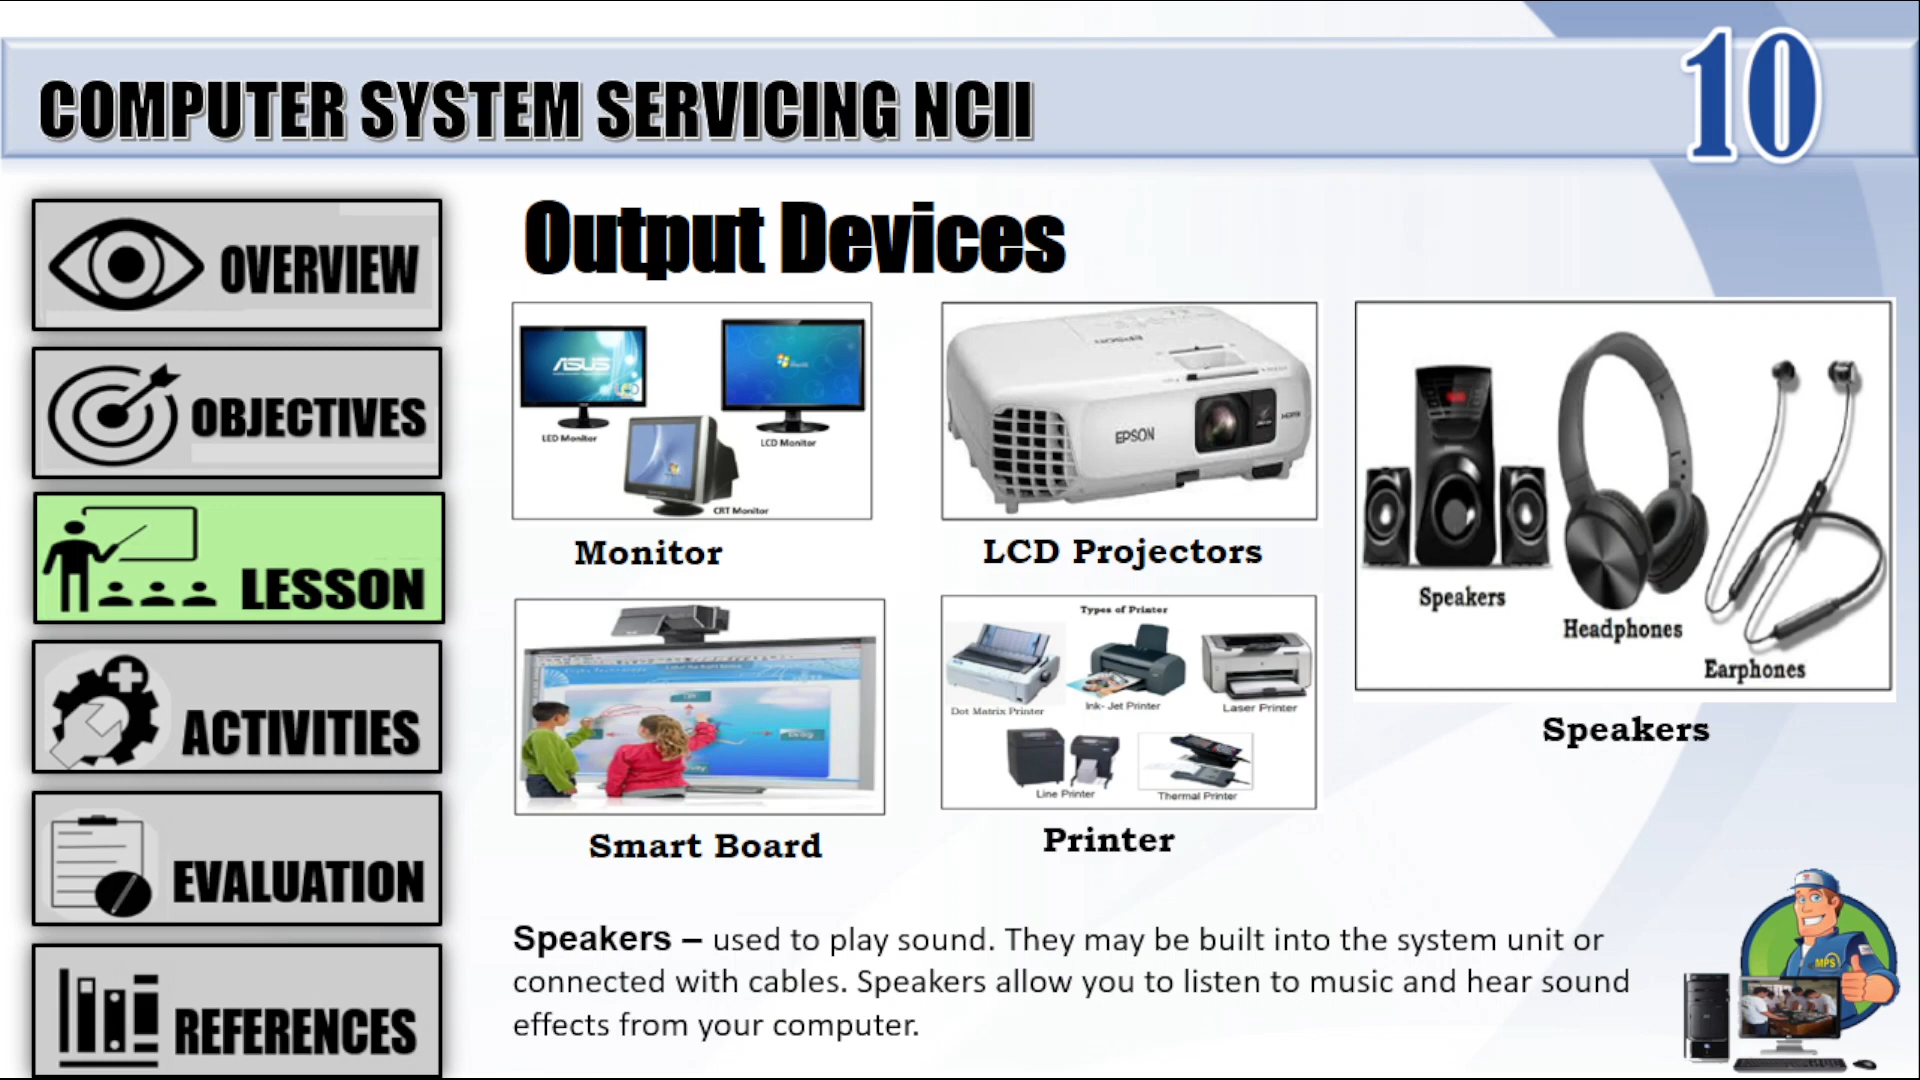 COMPUTER SYSTEM SERVICING NCII
10
OVERVIEW
OBJECTIVES
LESSON
ACTIVITIES
EVALUATION
REFERENCES
Output Devices
ASUS
LED Monitor
LCD Monitor
CRT Monitor
Monitor
EPSON
EPSON
HDMI
LCD Projectors
Speakers
Headphones
Earphones
Speakers
Smart Board
Types of Printer
Dot Matrix Printer
Ink- Jet Printer
Laser Printer
Line Printer
Thermal Printer
Printer
Speakers – used to play sound. They may be built into the system unit or
connected with cables. Speakers allow you to listen to music and hear sound
effects from your computer.
MPS